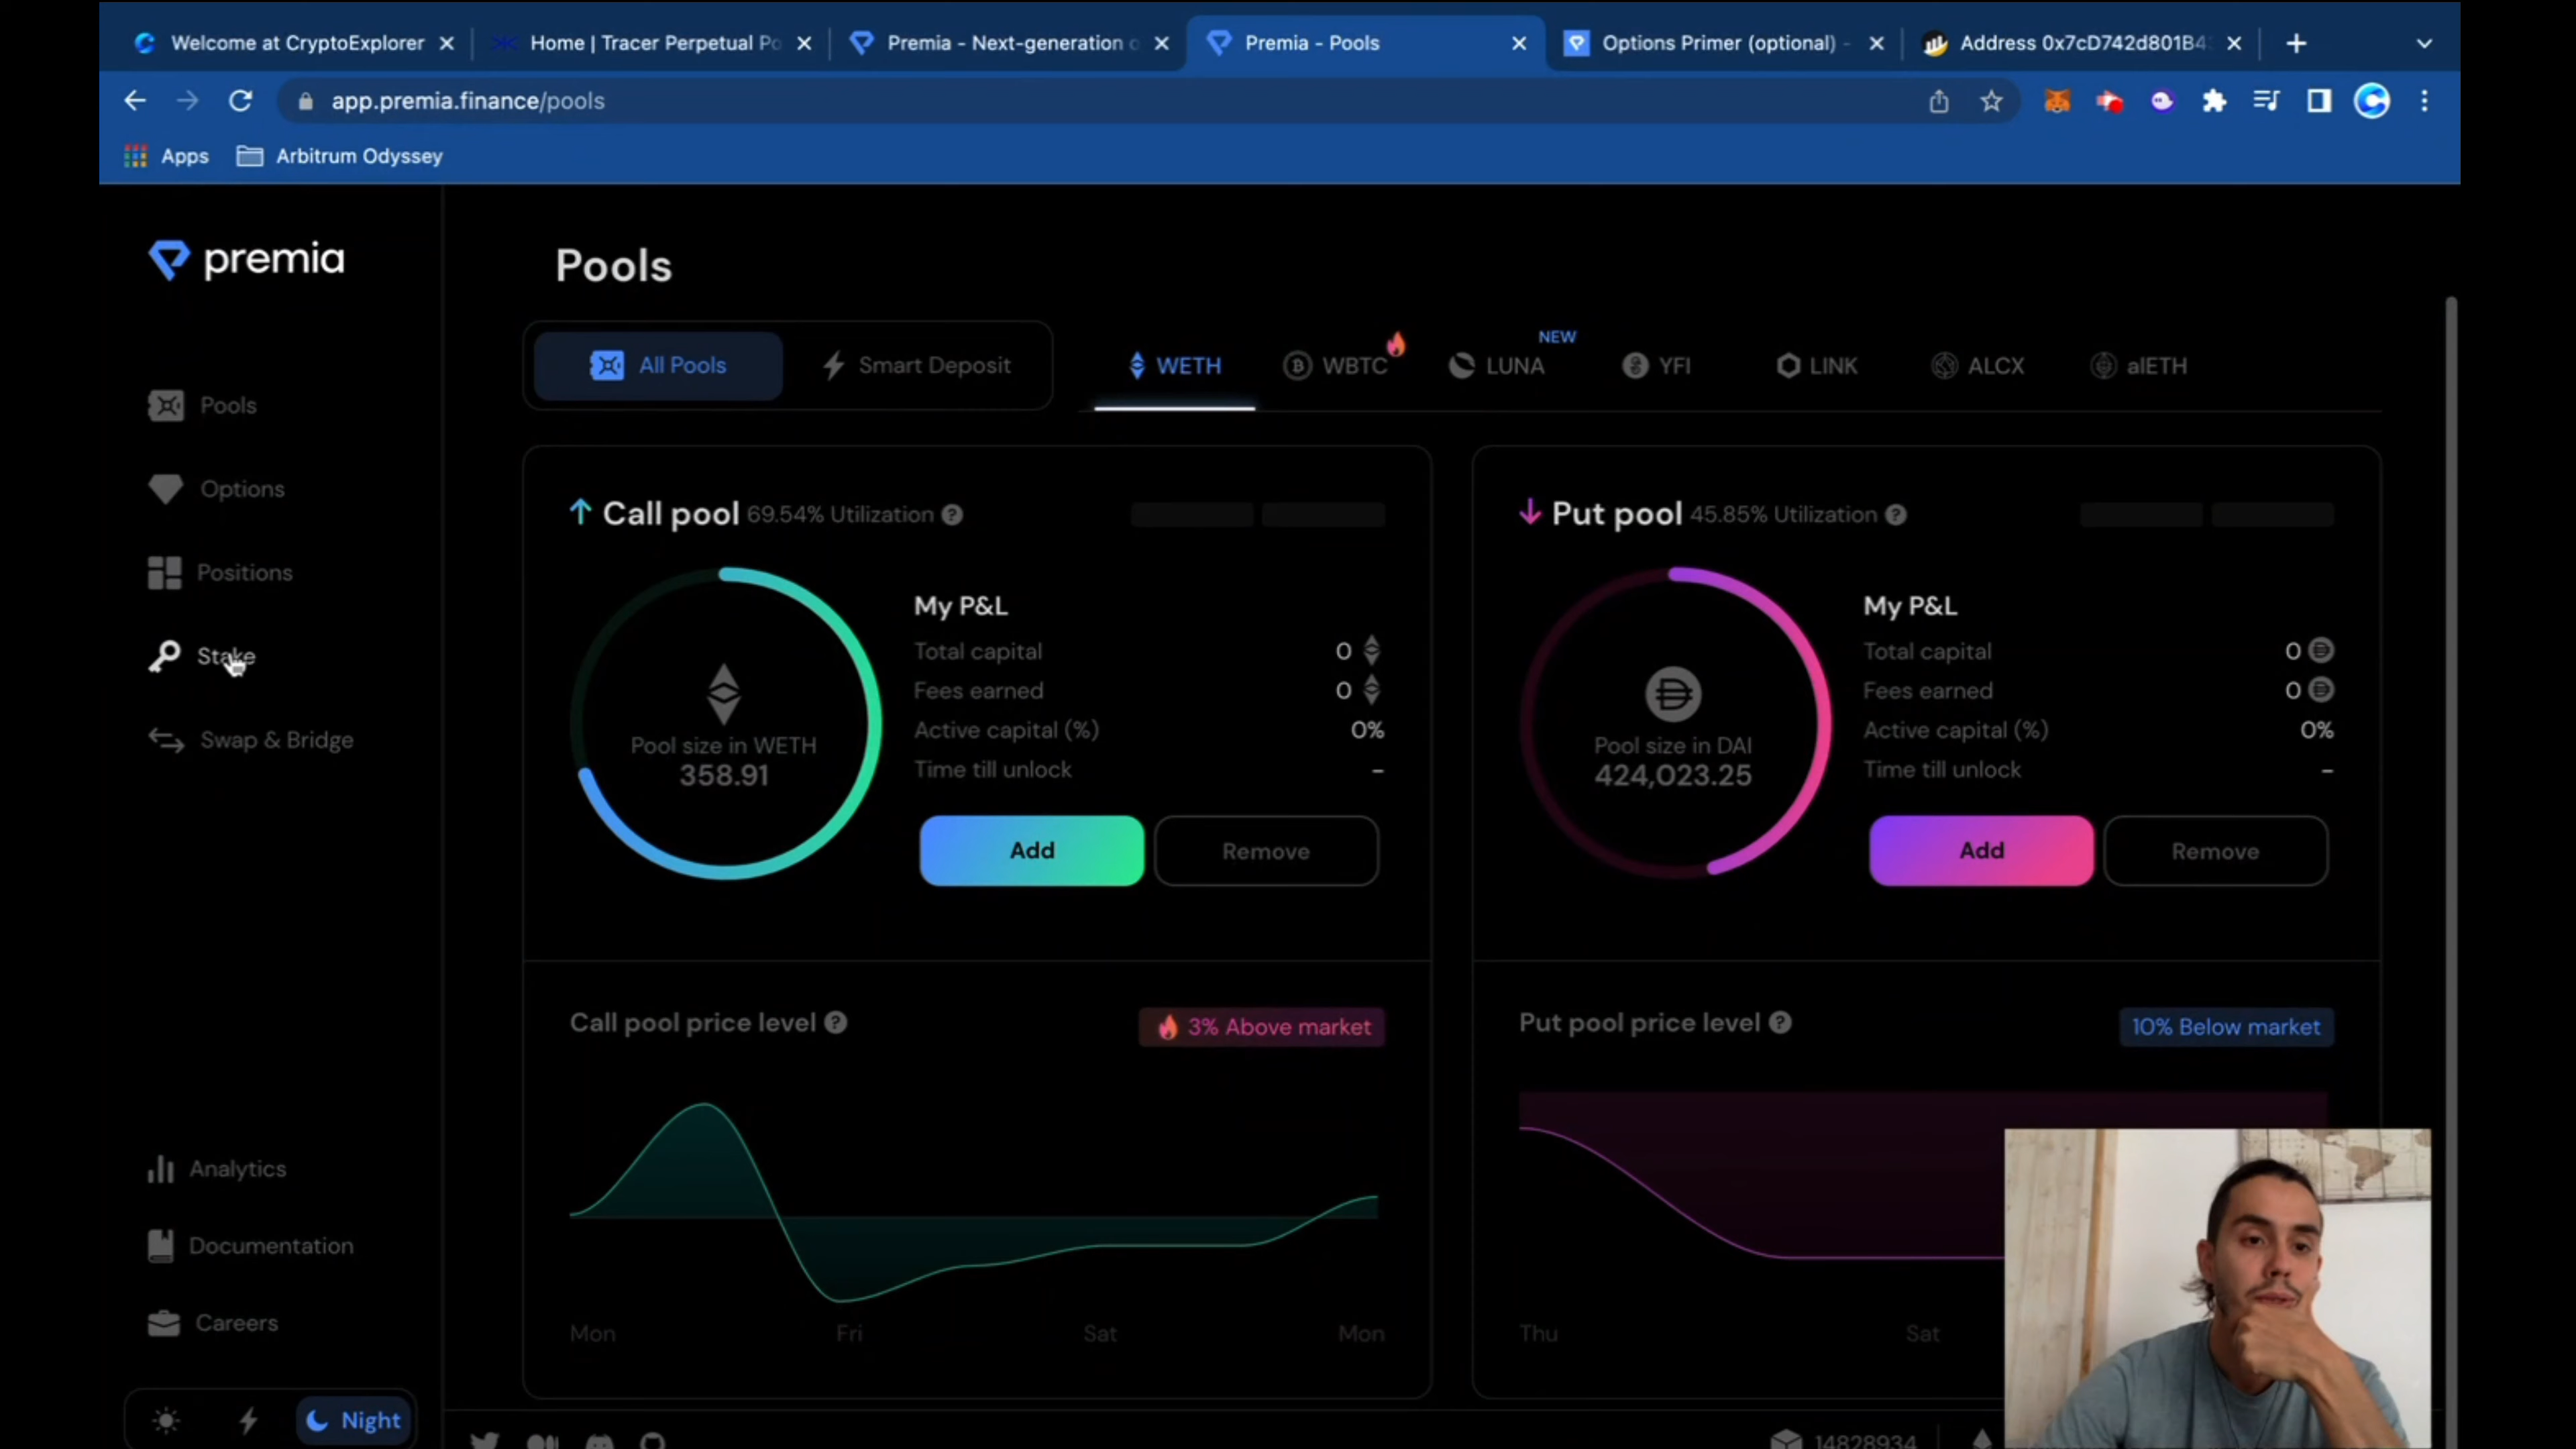 Welcome at CryptoExplorer
Home | Tracer Perpetual Po
Premia - Next-generation o
Premia - Pools
Options Primer (optional) -
Address 0x7cD742d801B4
app.premia.finance/pools
Apps
Arbitrum Odyssey
premia
Pools
Options
Positions
Stake
Swap & Bridge
Analytics
Documentation
Careers
Night
Pools
All Pools
Smart Deposit
WETH
WBTC
NEW
LUNA
YFI
LINK
ALCX
alETH
Call pool 69.54% Utilization ?
Pool size in WETH
358.91
My P&L
Total capital 0
Fees earned 0
Active capital (%) 0%
Time till unlock –
Add
Remove
Call pool price level ?
3% Above market
Mon Fri Sat Mon
Put pool 45.85% Utilization ?
Pool size in DAI
424,023.25
My P&L
Total capital 0
Fees earned 0
Active capital (%) 0%
Time till unlock –
Add
Remove
Put pool price level ?
10% Below market
Thu Sat
14828934